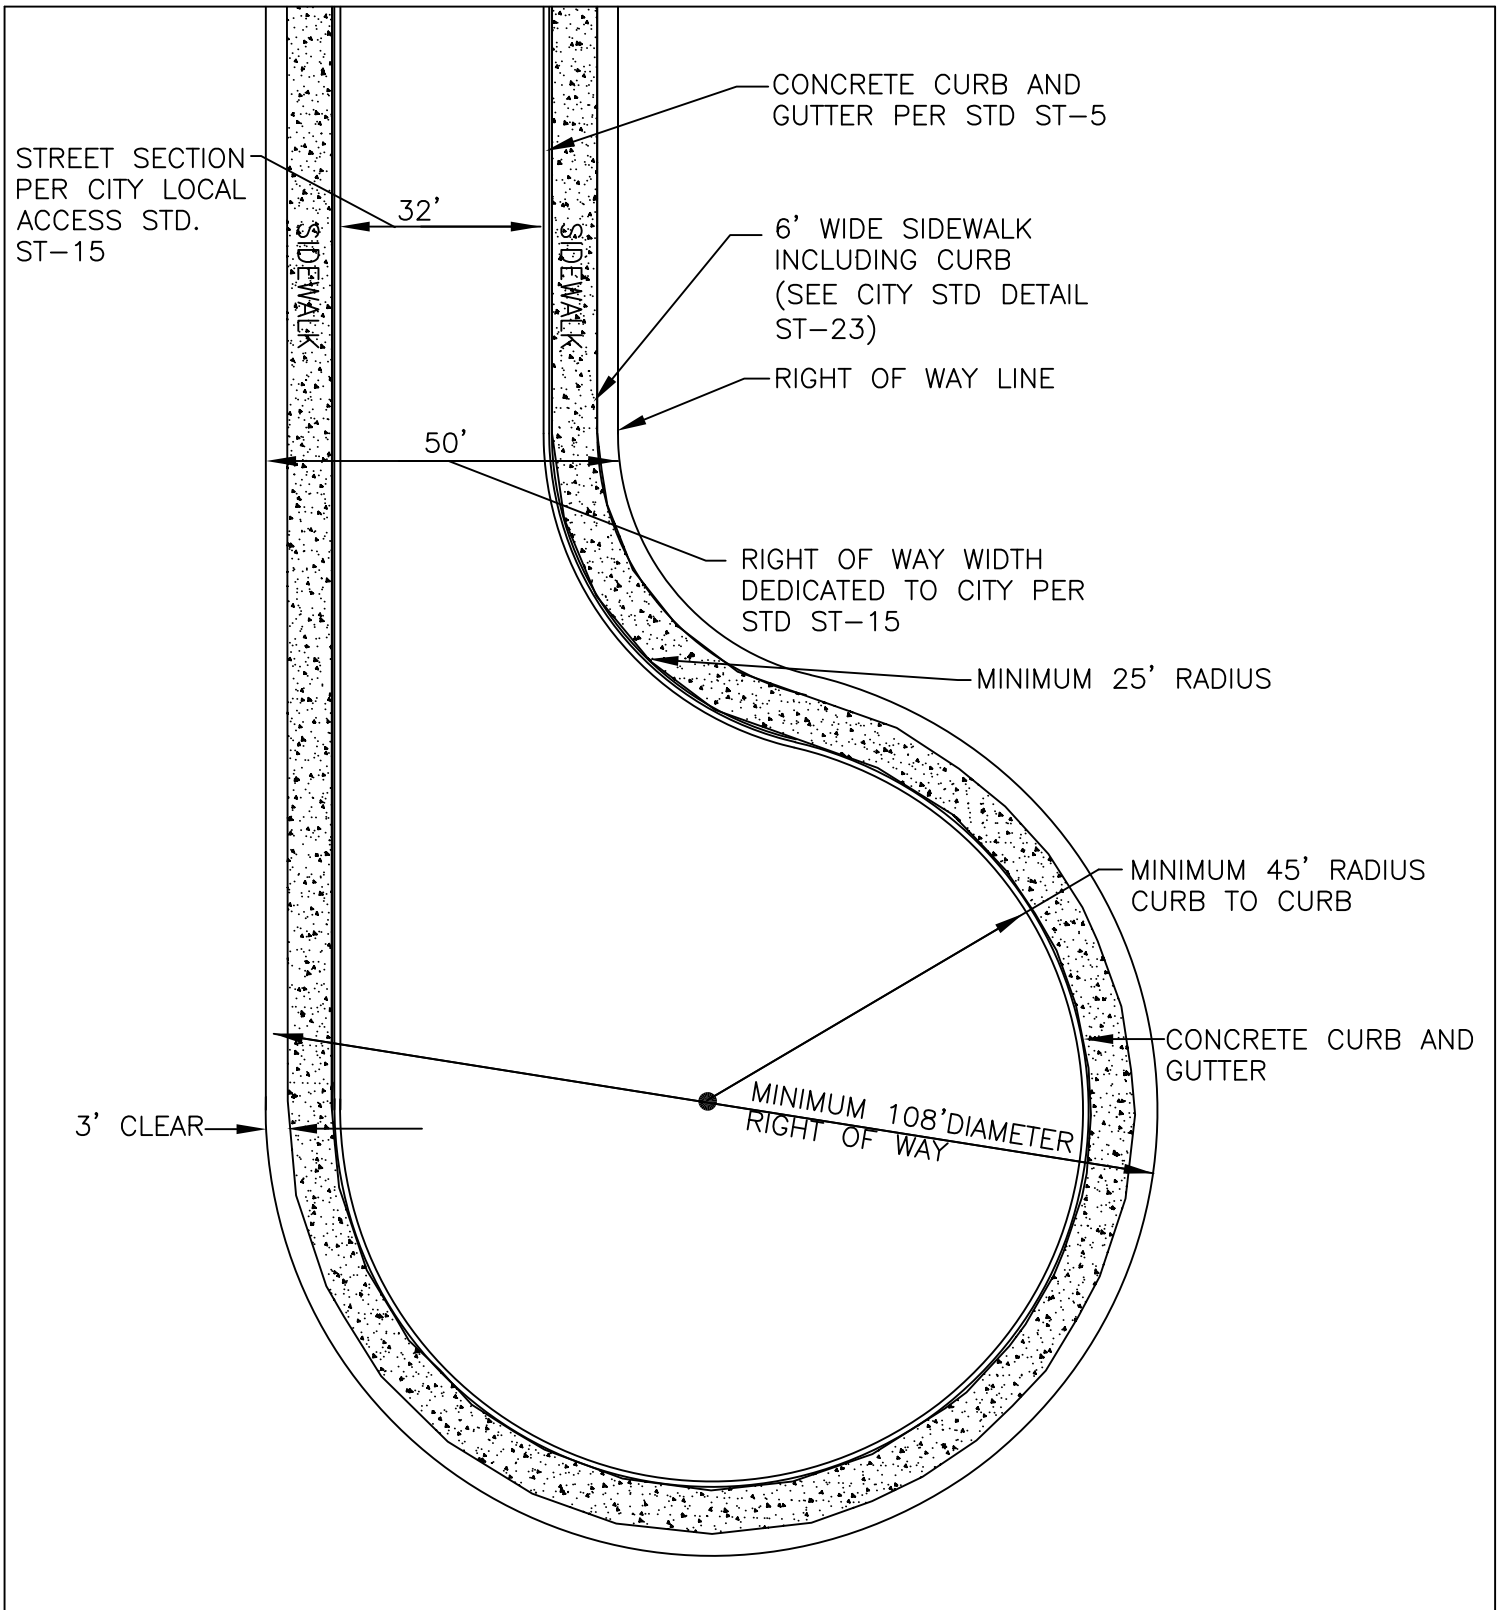 CONCRETE CURB AND
GUTTER PER STD ST-5
STREET SECTION
PER CITY LOCAL
ACCESS STD.
ST-15
32'
SIDEWALK
SIDEWALK
6' WIDE SIDEWALK
INCLUDING CURB
(SEE CITY STD DETAIL
ST-23)
RIGHT OF WAY LINE
50'
RIGHT OF WAY WIDTH
DEDICATED TO CITY PER
STD ST-15
MINIMUM 25' RADIUS
MINIMUM 45' RADIUS
CURB TO CURB
CONCRETE CURB AND
GUTTER
3' CLEAR
MINIMUM 108'DIAMETER
RIGHT OF WAY